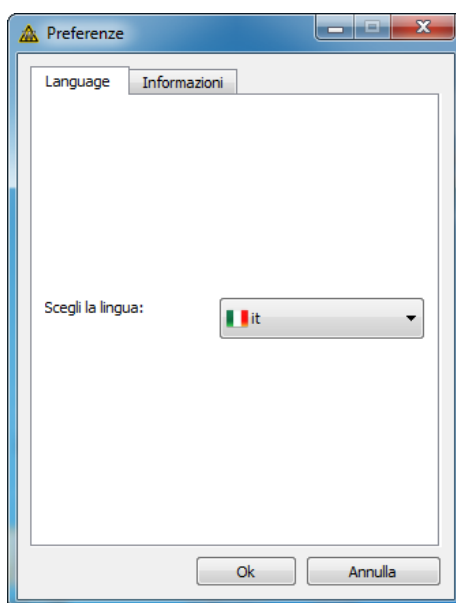 Preferenze
Language Informazioni
Scegli la lingua: it
Ok Annulla